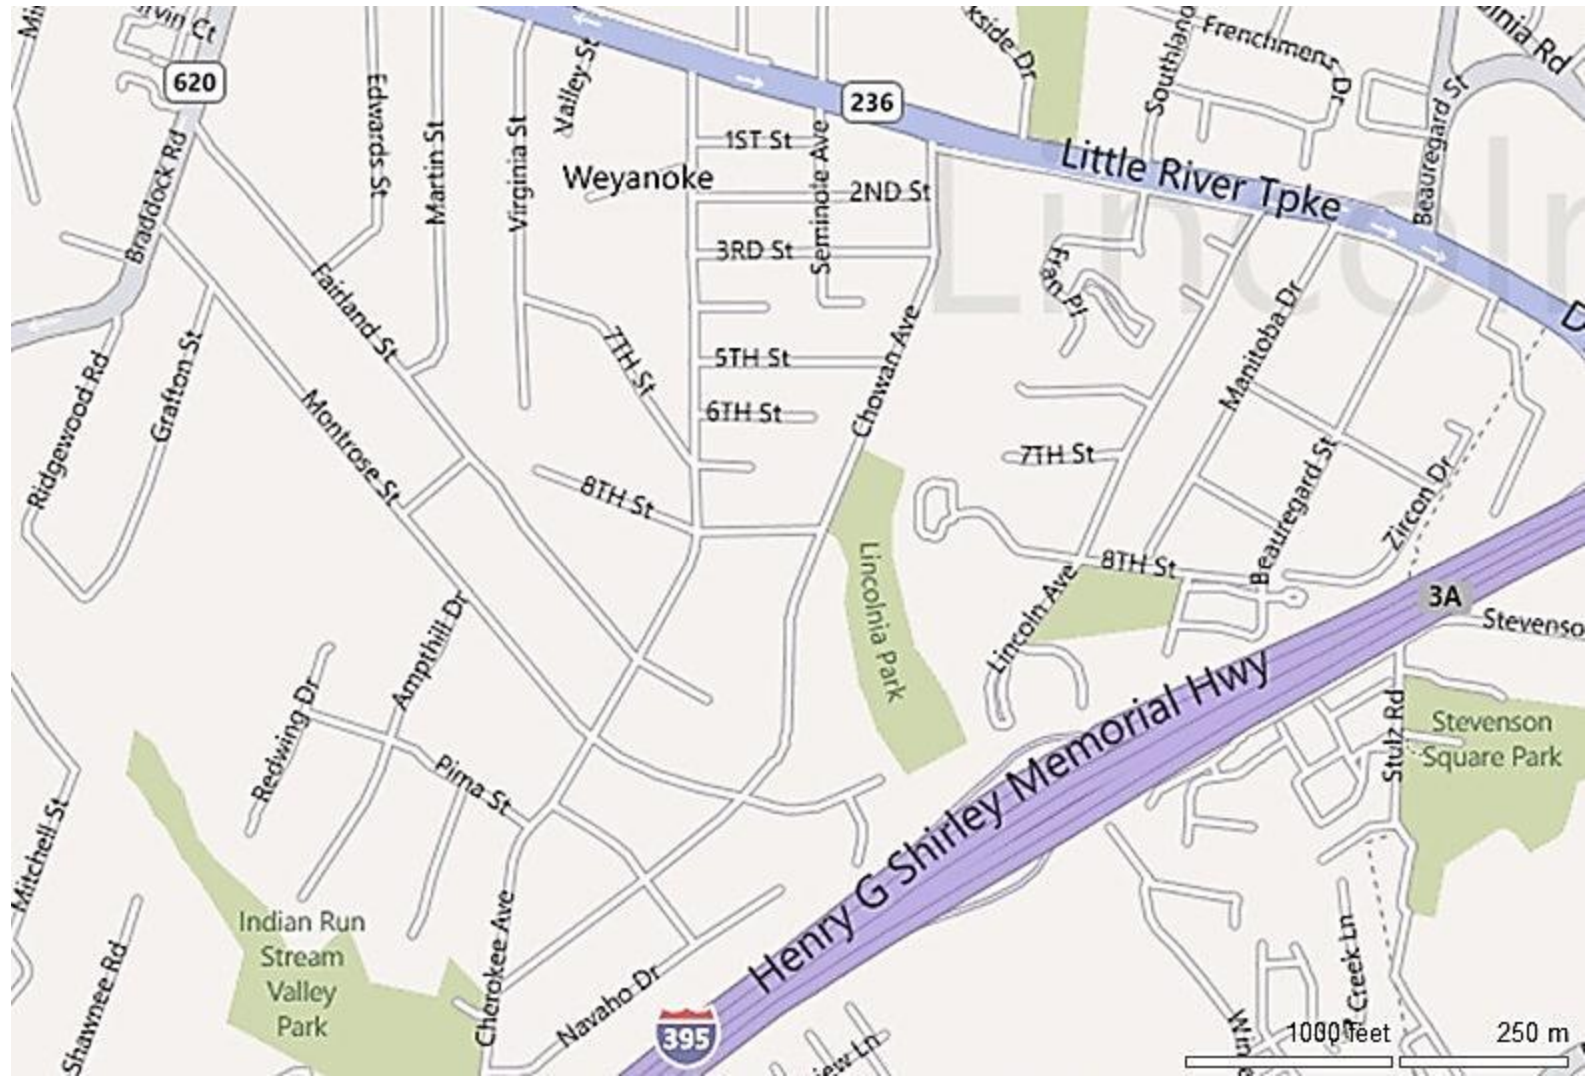 620
236
Edwards St
Martin St
Virginia St
Valley St
Weyanoke
1ST St
2ND St
3RD St
Seminole Ave
Little River Tpke
Southland
Frenchmens Dr
Beauregard St
Braddock Rd
Fairland St
Fran Pl
Manitoba Dr
5TH St
6TH St
7TH St
Chowan Ave
Ridgewood Rd
Grafton St
Montrose St
7TH St
8TH St
Beauregard St
Zircon Dr
8TH St
Lincolnia Park
Lincoln Ave
3A
Ampthill Dr
Redwing Dr
Pima St
Henry G Shirley Memorial Hwy
Stulz Rd
Stevenson
Square Park
Mitchell St
Shawnee Rd
Indian Run
Stream
Valley
Park
Cherokee Ave
Navaho Dr
395
Creek Ln
1000 feet
250 m